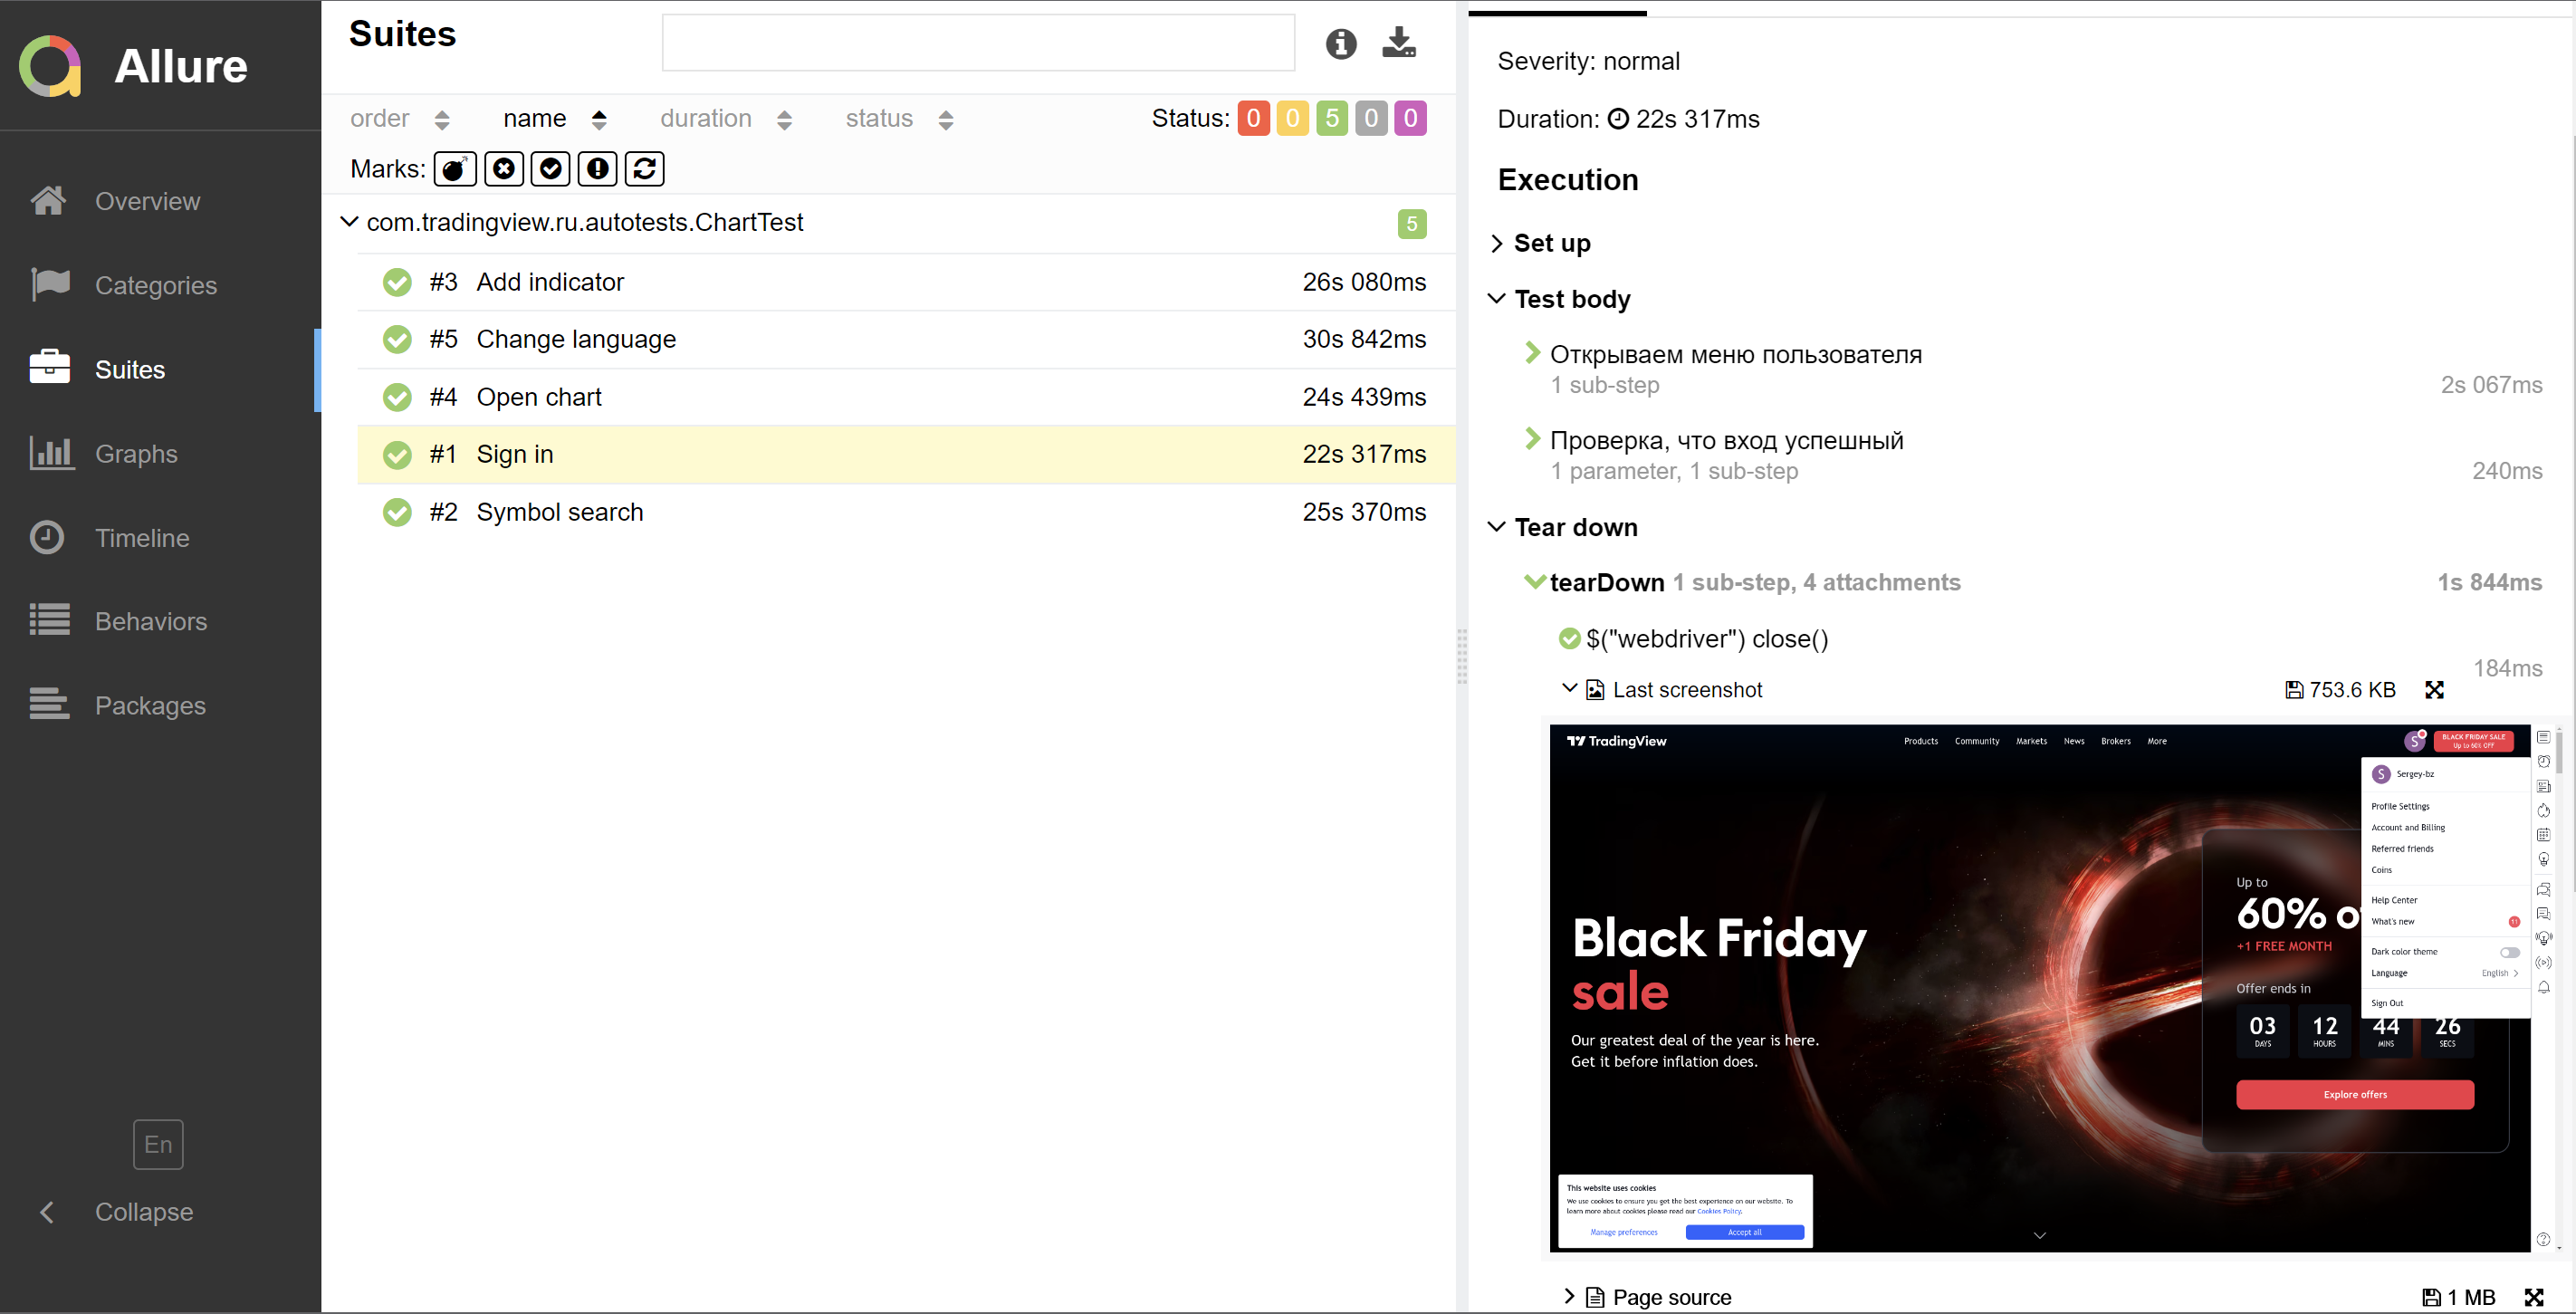 Allure
Overview
Categories
Suites
Graphs
Timeline
Behaviors
Packages
En
Collapse
Suites
order name duration status Status: 0 0 5 0 0
Marks:
com.tradingview.ru.autotests.ChartTest 5
#3 Add indicator 26s 080ms
#5 Change language 30s 842ms
#4 Open chart 24s 439ms
#1 Sign in 22s 317ms
#2 Symbol search 25s 370ms
Severity: normal
Duration: 22s 317ms
Execution
Set up
Test body
Открываем меню пользователя
1 sub-step 2s 067ms
Проверка, что вход успешный
1 parameter, 1 sub-step 240ms
Tear down
tearDown 1 sub-step, 4 attachments 1s 844ms
$("webdriver") close()
184ms
Last screenshot 753.6 KB
TradingView Products Community Markets News Brokers More S BLACK FRIDAY SALE
Up to 60% OFF
S Sergey-bz
Profile Settings
Account and Billing
Referred friends
Coins
Help Center
What's new 11
Dark color theme
Language English
Sign Out
Black Friday
sale
Our greatest deal of the year is here.
Get it before inflation does.
Up to
60% o
+1 FREE MONTH
Offer ends in
03 12 44 26
DAYS HOURS MINS SECS
Explore offers
This website uses cookies
We use cookies to ensure you get the best experience on our website. To
learn more about cookies please read our Cookies Policy.
Manage preferences Accept all
Page source 1 MB